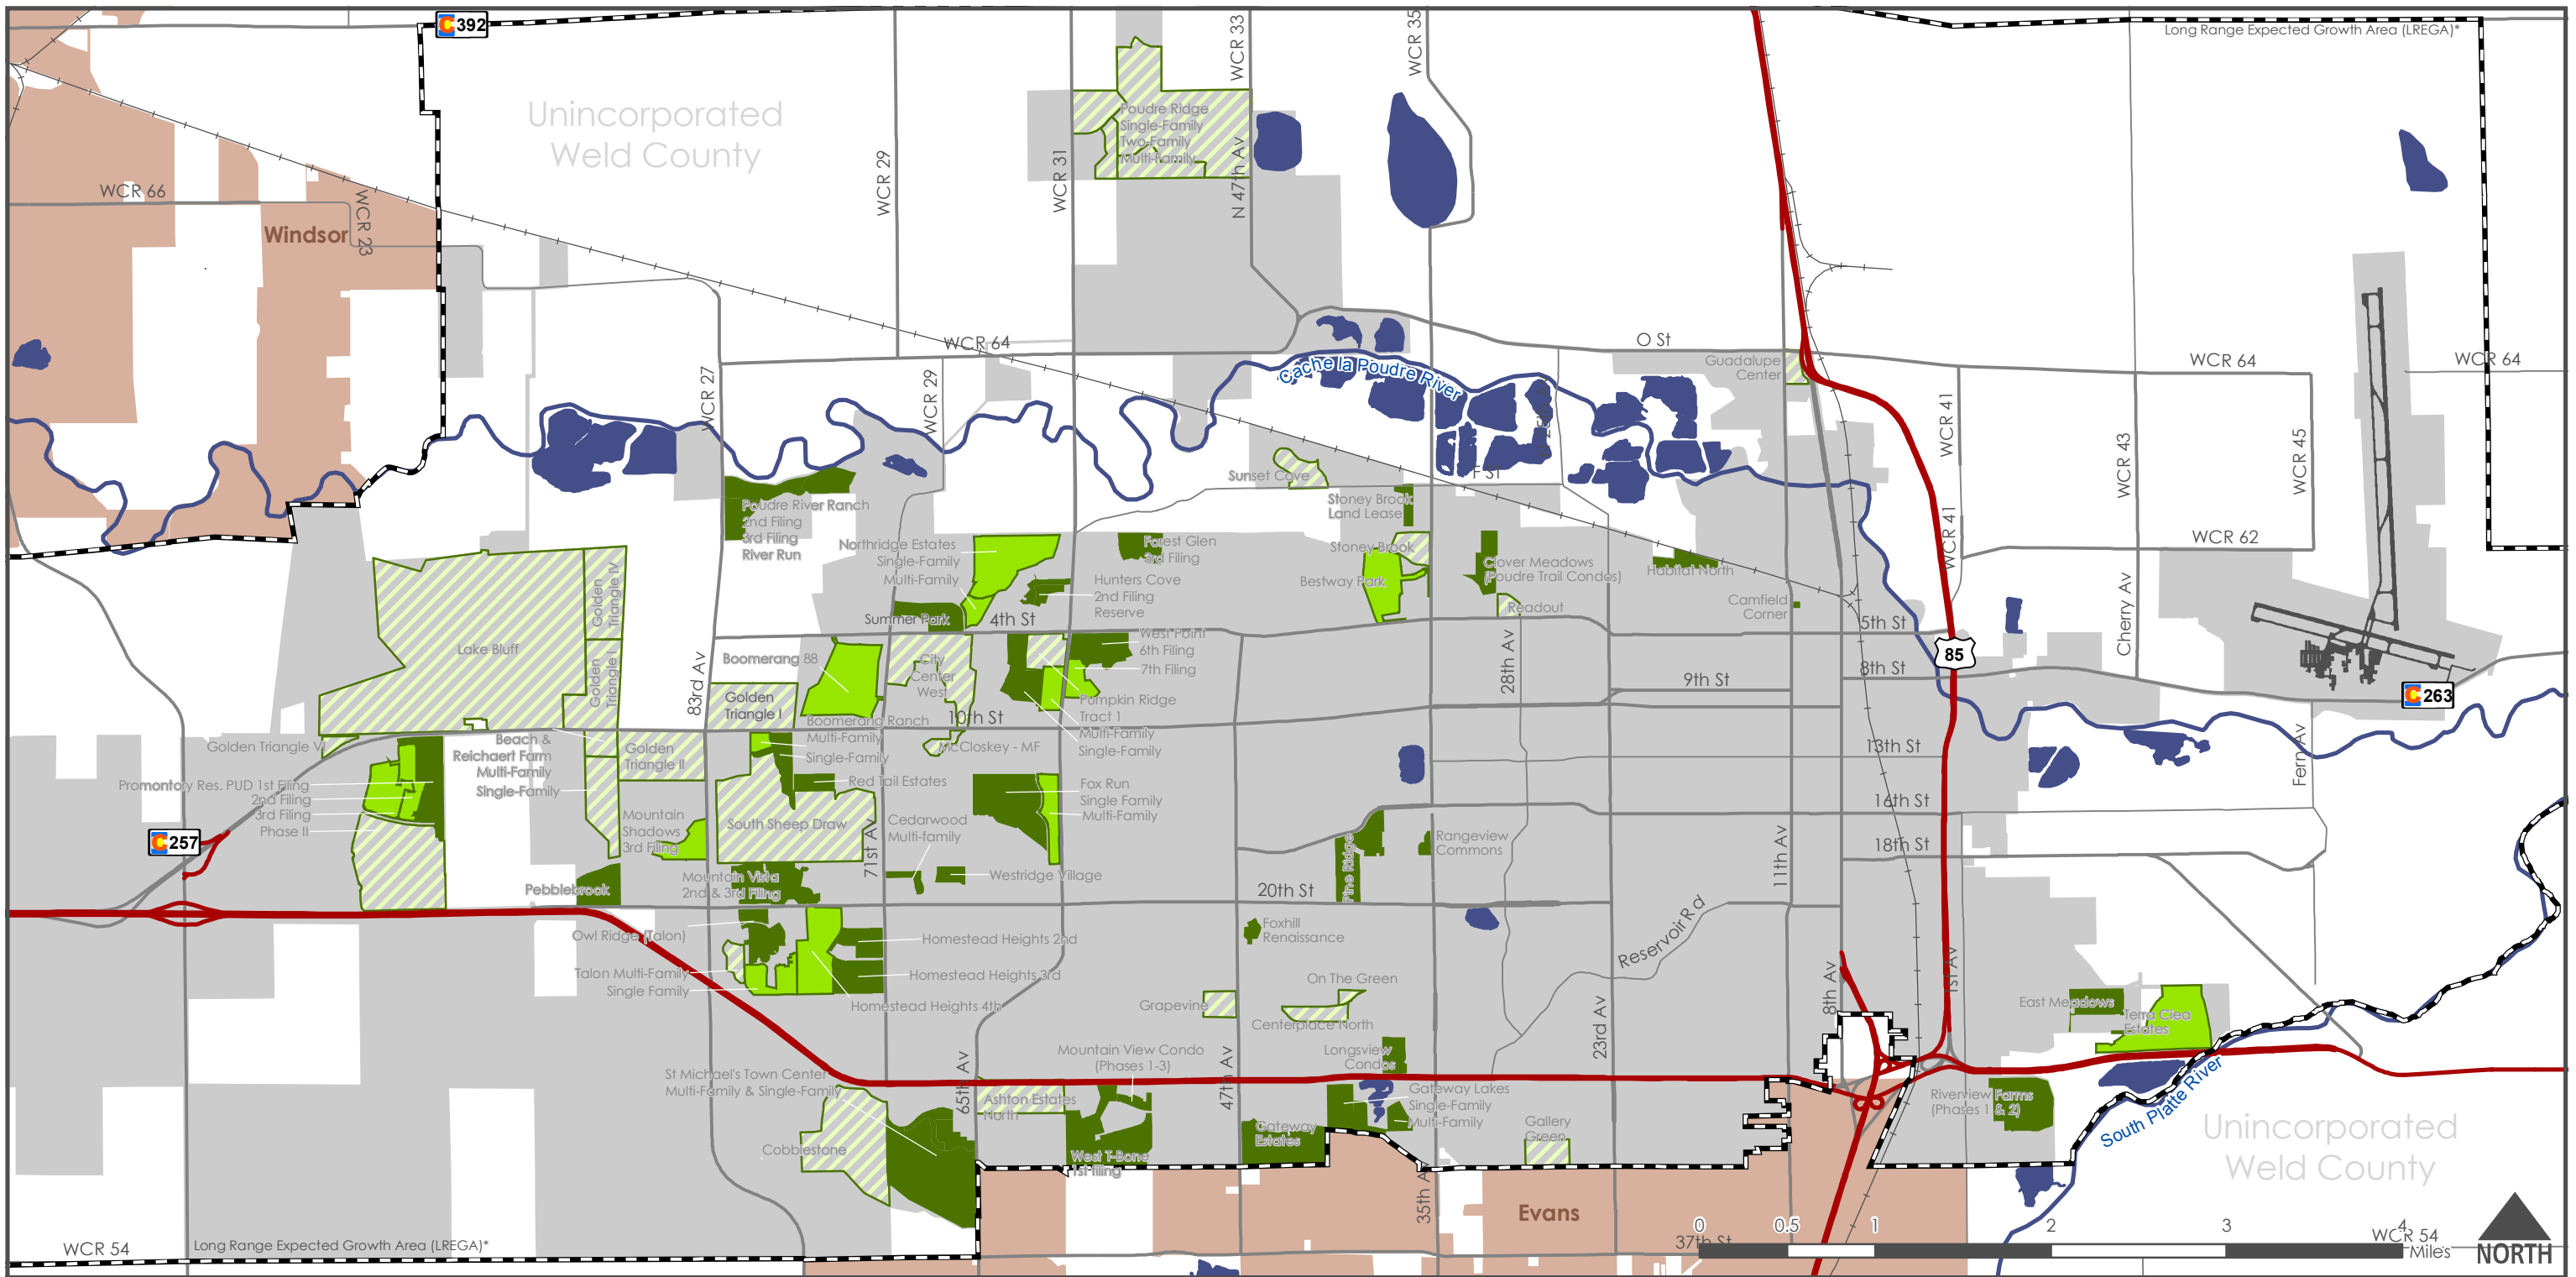 392
WCR 33
WCR 35
Long Range Expected Growth Area (LREGA)*
Unincorporated
Weld County
Poudre Ridge
Single-Family
Two-Family
Multi-Family
WCR 29
WCR 31
N 47th Av
WCR 66
WCR 23
Windsor
WCR 64
O St
Guadalupe
Center
WCR 64
WCR 64
Cache la Poudre River
WCR 27
WCR 29
WCR 41
WCR 43
WCR 45
Sunset Cove
F ST
Stoney Brook
Land Lease
Poudre River Ranch
2nd Filing
3rd Filing
River Run
Northridge Estates
Single-Family
Multi-Family
Forest Glen
3rd Filing
Stoney Brook
Bestway Park
Clover Meadows
(Poudre Trail Condos)
Habitat North
WCR 41
WCR 62
Hunters Cove
2nd Filing
Reserve
Golden
Triangle IV
Summer Park
4th St
Readout
Camfield
Corner
5th St
Cherry Av
Lake Bluff
Golden
Triangle I
83rd Av
Boomerang 88
City
Center
West
West Point
6th Filing
7th Filing
28th Av
85
8th St
9th St
263
Golden
Triangle I
Pumpkin Ridge
Tract 1
Multi-Family
Single-Family
Boomerang Ranch
Multi-Family
Single-Family
10th St
McCloskey - MF
Golden Triangle VI
Beach &
Reichaert Farm
Multi-Family
Single-Family
Golden
Triangle II
13th St
Fern Av
Promontory Res. PUD 1st Filing
2nd Filing
3rd Filing
Phase II
Red Tail Estates
Fox Run
Single Family
Multi-Family
16th St
257
Mountain
Shadows
3rd Filing
South Sheep Draw
71st Av
Cedarwood
Multi-family
Pine Ridge
Rangeview
Commons
11th Av
18th St
Pebblebrook
Mountain Vista
2nd & 3rd Filing
Westridge Village
20th St
Reservoir Rd
Owl Ridge (Talon)
Homestead Heights 2nd
Foxhill
Renaissance
Talon Multi-Family
Single Family
Homestead Heights 3rd
Homestead Heights 4th
On The Green
Grapevine
Centerplace North
8th Av
1st Av
East Meadows
Terra Clea
Estates
23rd Av
St Michael's Town Center
Multi-Family & Single-Family
65th Av
Mountain View Condo
(Phases 1-3)
47th Av
Longsview
Condos
Ashton Estates
North
Gateway Lakes
Single-Family
Multi-Family
Riverview Farms
(Phases 1 & 2)
South Platte River
Cobblestone
West T-Bone
1st filing
Gateway
Estates
Gallery
Green
Unincorporated
Weld County
35th Av
Evans
WCR 54
Long Range Expected Growth Area (LREGA)*
37th St
0 0.5 1 2 3 4
Miles
WCR 54
NORTH